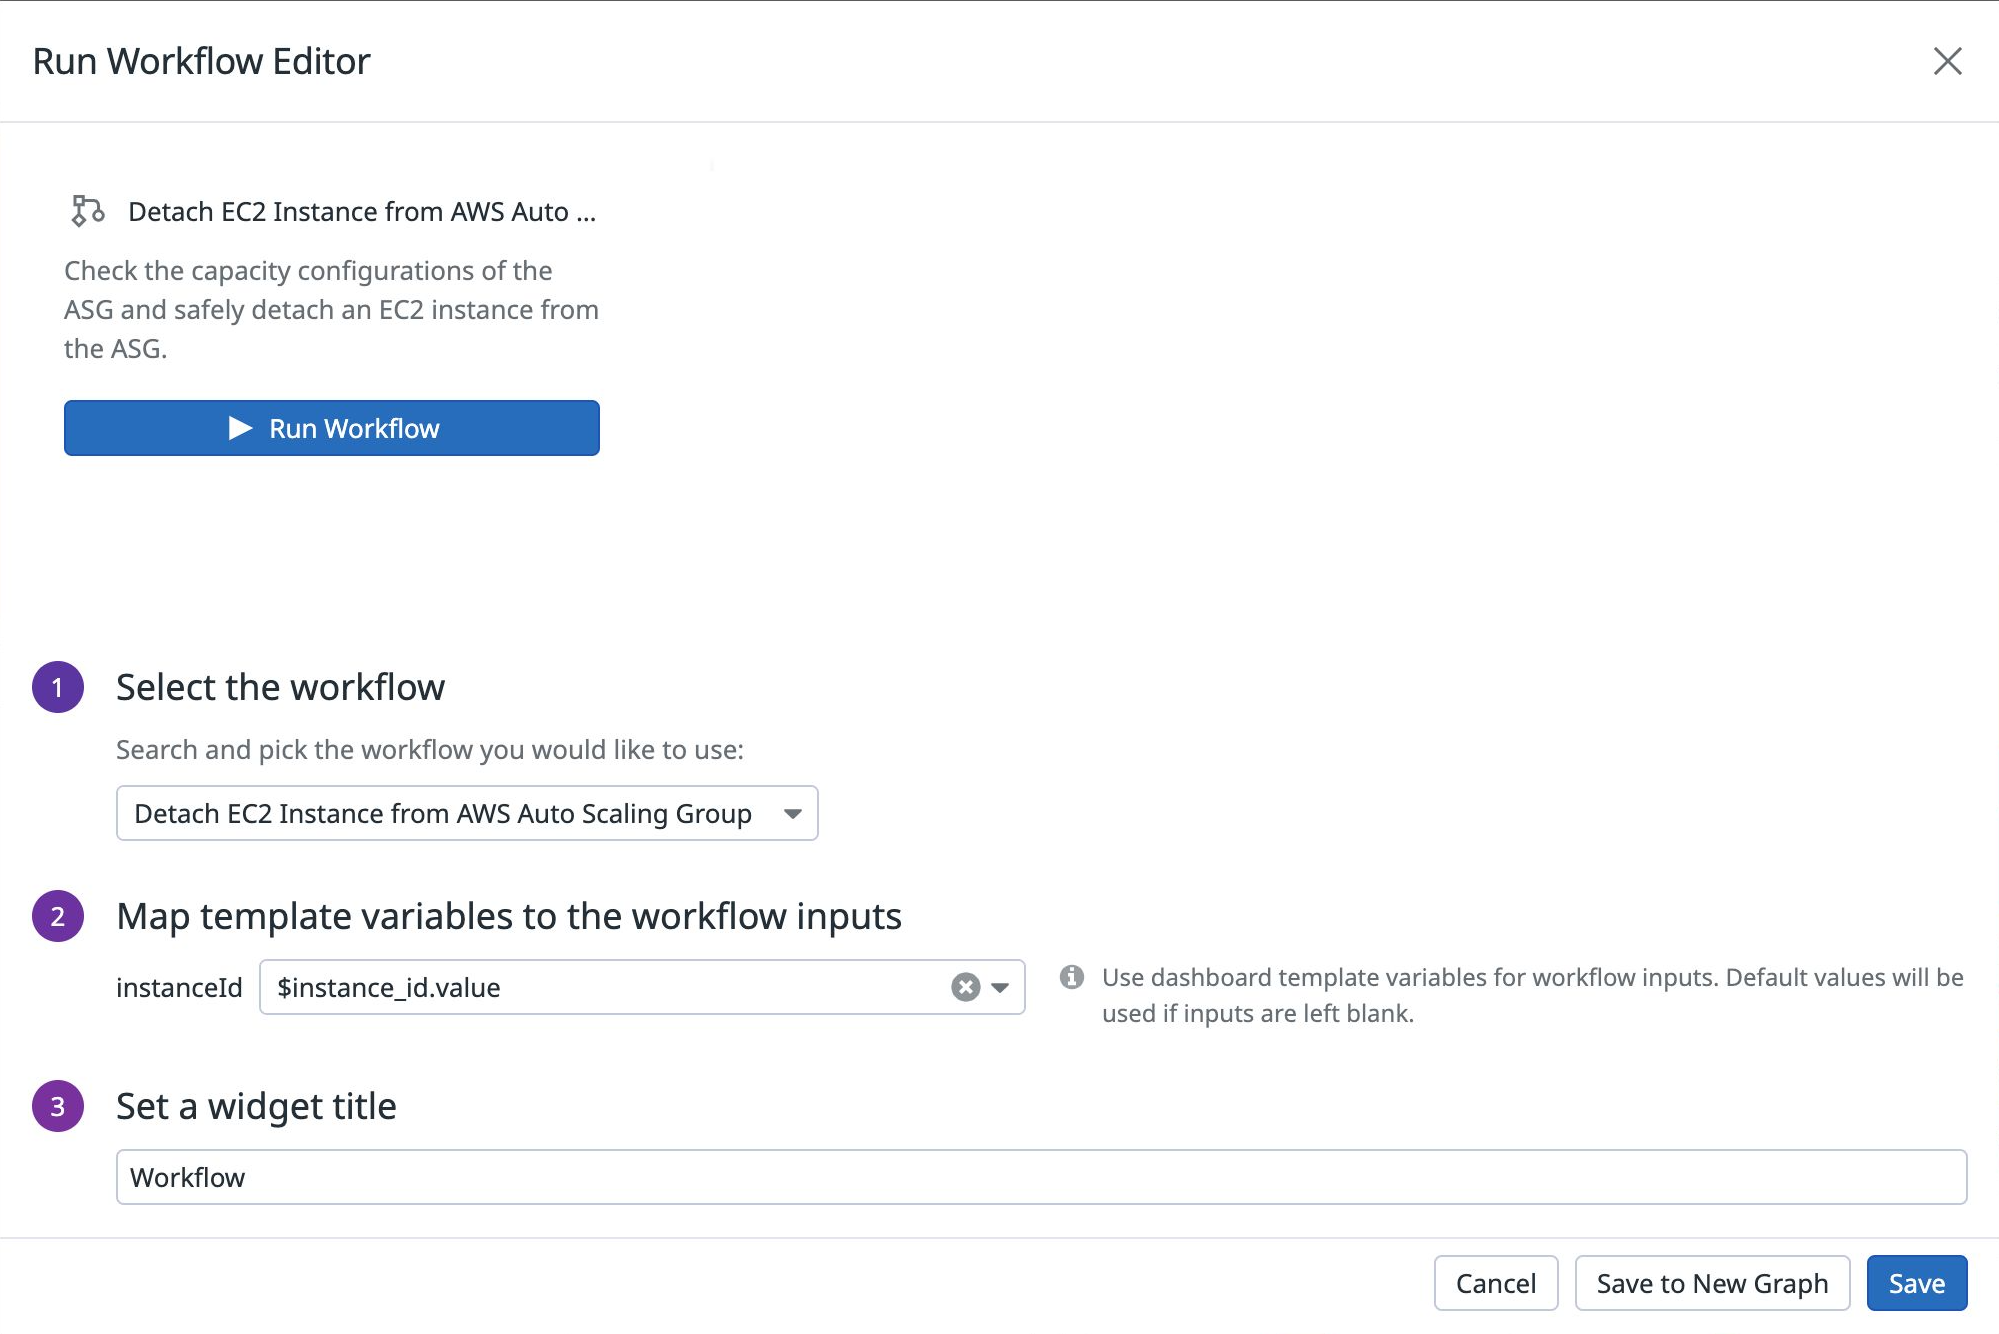 Run Workflow Editor
Detach EC2 Instance from AWS Auto ...
Check the capacity configurations of the
ASG and safely detach an EC2 instance from
the ASG.
Run Workflow
1
Select the workflow
Search and pick the workflow you would like to use:
Detach EC2 Instance from AWS Auto Scaling Group
2
Map template variables to the workflow inputs
instanceId
$instance_id.value
Use dashboard template variables for workflow inputs. Default values will be
used if inputs are left blank.
3
Set a widget title
Workflow
Cancel
Save to New Graph
Save